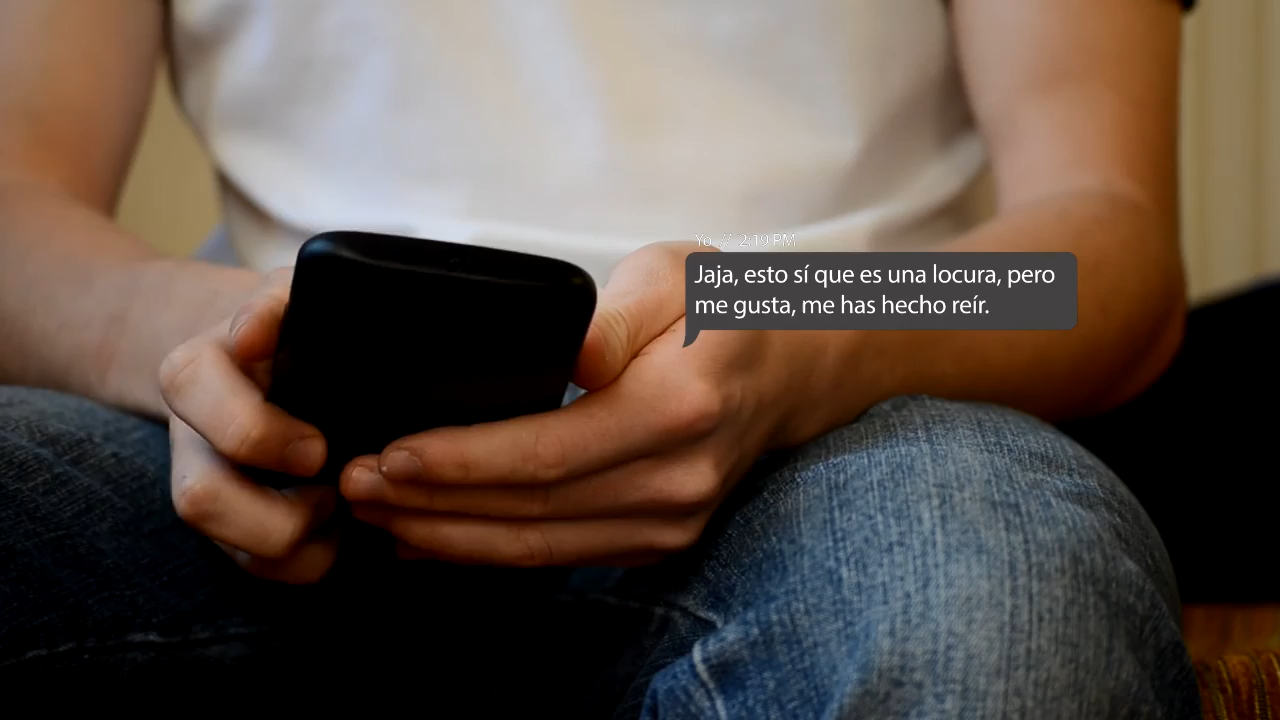 Yo // 2:19 PM
Jaja, esto sí que es una locura, pero
me gusta, me has hecho reír.